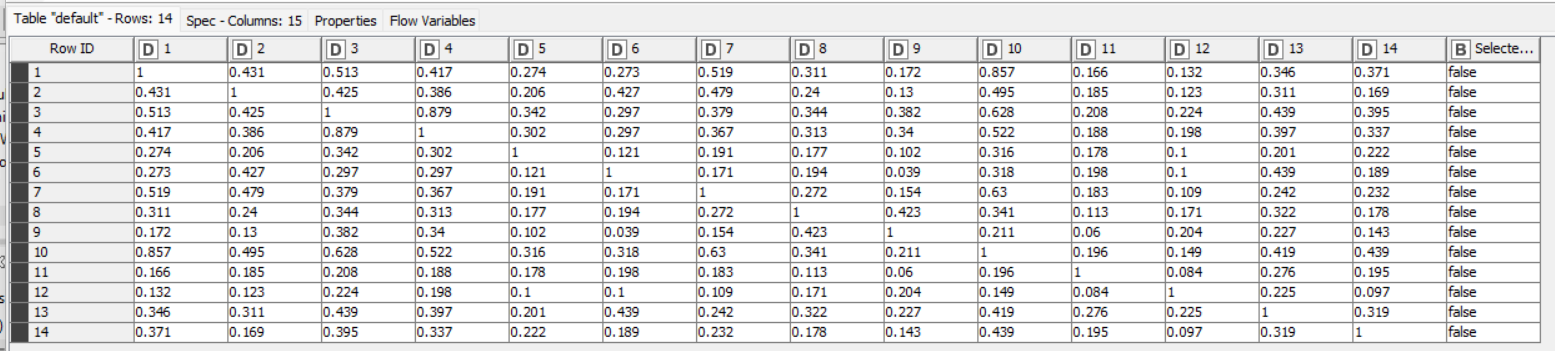 Table "default" - Rows: 14 Spec - Columns: 15 Properties Flow Variables
Row ID D 1 D 2 D 3 D 4 D 5 D 6 D 7 D 8 D 9 D 10 D 11 D 12 D 13 D 14 B Selecte...
1 1 0.431 0.513 0.417 0.274 0.273 0.519 0.311 0.172 0.857 0.166 0.132 0.346 0.371 false
2 0.431 1 0.425 0.386 0.206 0.427 0.479 0.24 0.13 0.495 0.185 0.123 0.311 0.169 false
3 0.513 0.425 1 0.879 0.342 0.297 0.379 0.344 0.382 0.628 0.208 0.224 0.439 0.395 false
4 0.417 0.386 0.879 1 0.302 0.297 0.367 0.313 0.34 0.522 0.188 0.198 0.397 0.337 false
5 0.274 0.206 0.342 0.302 1 0.121 0.191 0.177 0.102 0.316 0.178 0.1 0.201 0.222 false
6 0.273 0.427 0.297 0.297 0.121 1 0.171 0.194 0.039 0.318 0.198 0.1 0.439 0.189 false
7 0.519 0.479 0.379 0.367 0.191 0.171 1 0.272 0.154 0.63 0.183 0.109 0.242 0.232 false
8 0.311 0.24 0.344 0.313 0.177 0.194 0.272 1 0.423 0.341 0.113 0.171 0.322 0.178 false
9 0.172 0.13 0.382 0.34 0.102 0.039 0.154 0.423 1 0.211 0.06 0.204 0.227 0.143 false
10 0.857 0.495 0.628 0.522 0.316 0.318 0.63 0.341 0.211 1 0.196 0.149 0.419 0.439 false
11 0.166 0.185 0.208 0.188 0.178 0.198 0.183 0.113 0.06 0.196 1 0.084 0.276 0.195 false
12 0.132 0.123 0.224 0.198 0.1 0.1 0.109 0.171 0.204 0.149 0.084 1 0.225 0.097 false
13 0.346 0.311 0.439 0.397 0.201 0.439 0.242 0.322 0.227 0.419 0.276 0.225 1 0.319 false
14 0.371 0.169 0.395 0.337 0.222 0.189 0.232 0.178 0.143 0.439 0.195 0.097 0.319 1 false